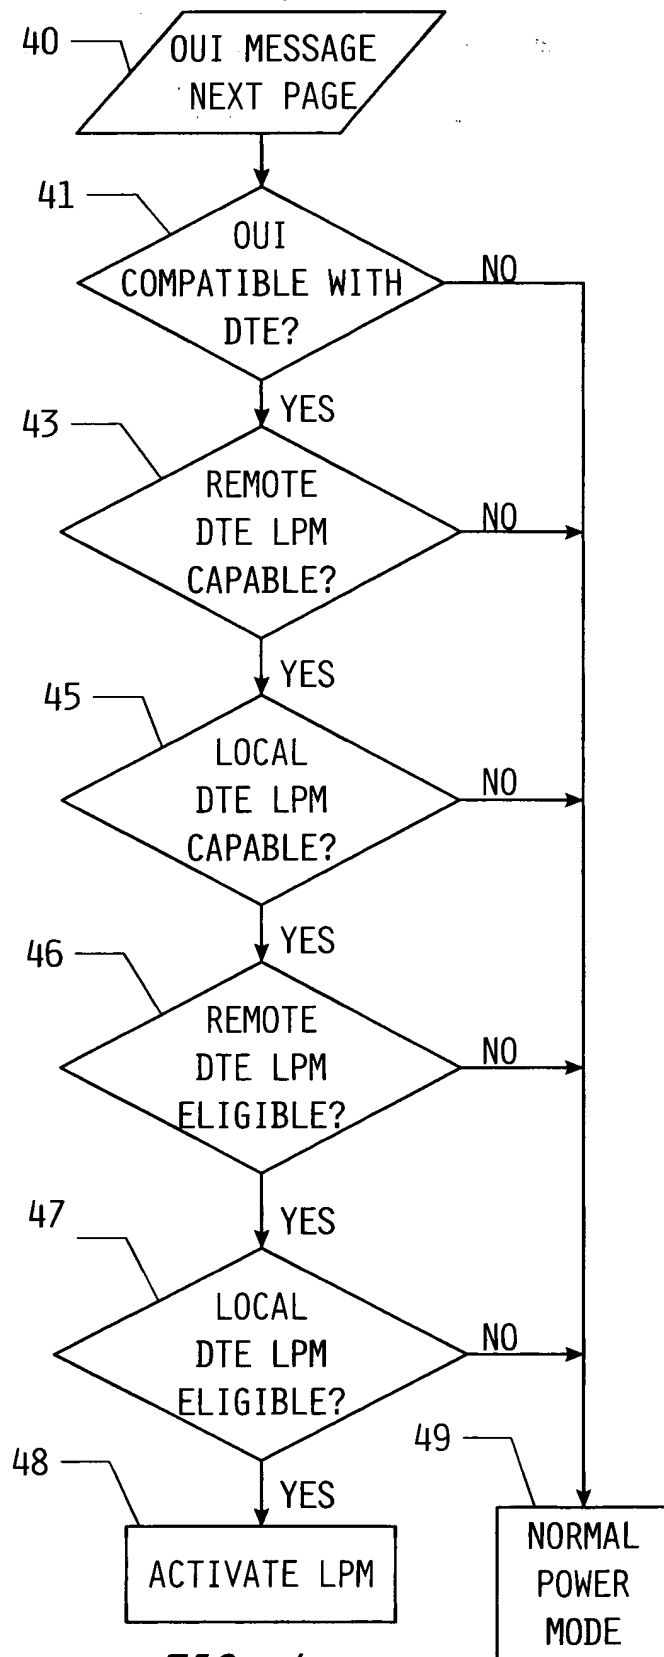 40
OUI MESSAGE
NEXT PAGE
41
OUI
COMPATIBLE WITH
DTE?
NO
YES
43
REMOTE
DTE LPM
CAPABLE?
NO
YES
45
LOCAL
DTE LPM
CAPABLE?
NO
YES
46
REMOTE
DTE LPM
ELIGIBLE?
NO
YES
47
LOCAL
DTE LPM
ELIGIBLE?
NO
YES
48
ACTIVATE LPM
49
NORMAL
POWER
MODE